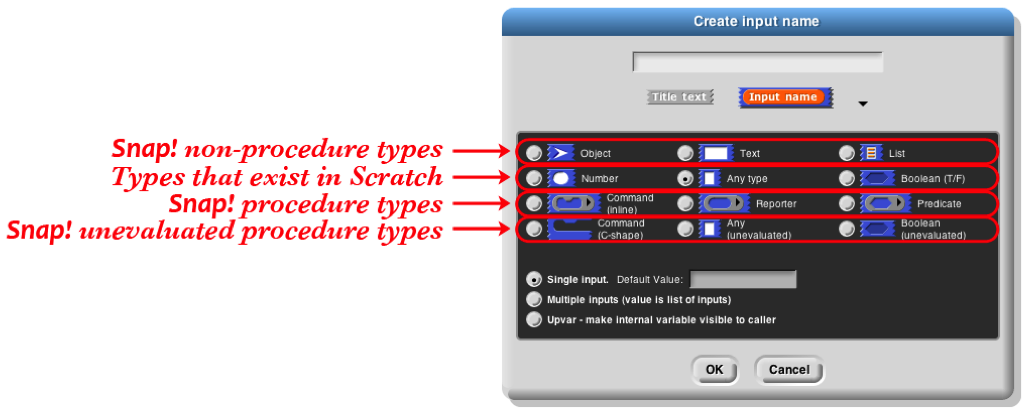 Create input name
Title text Input name
Snap! non-procedure types
Object Text List
Types that exist in Scratch
Number Any type Boolean (T/F)
Snap! procedure types
Command (inline) Reporter Predicate
Snap! unevaluated procedure types
Command (C-shape) Any (unevaluated) Boolean (unevaluated)
Single input. Default Value:
Multiple inputs (value is list of inputs)
Upvar - make internal variable visible to caller
OK Cancel